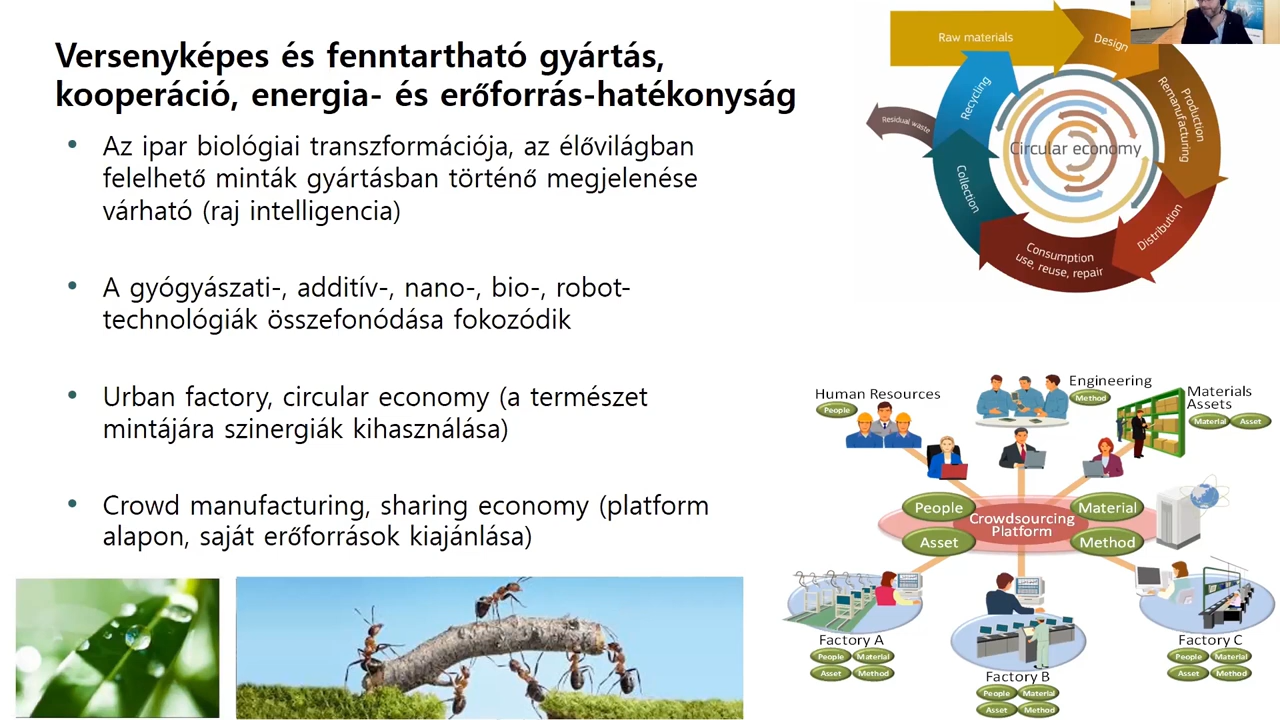 Versenyképes és fenntartható gyártás,
kooperáció, energia- és erőforrás-hatékonyság
• Az ipar biológiai transzformációja, az élővilágban
felelhető minták gyártásban történő megjelenése
várható (raj intelligencia)
• A gyógyászati-, additív-, nano-, bio-, robot-
technológiák összefonódása fokozódik
• Urban factory, circular economy (a természet
mintájára szinergiák kihasználása)
• Crowd manufacturing, sharing economy (platform
alapon, saját erőforrások kiajánlása)
Raw materials
Design
Production
Remanufacturing
Distribution
Consumption
use, reuse, repair
Collection
Recycling
Residual waste
Circular economy
Human Resources
People
Engineering
Method
Materials
Assets
Material Asset
People
Material
Crowdsourcing
Platform
Asset
Method
Factory A
People Material
Asset Method
Factory B
People Material
Asset Method
Factory C
People Material
Asset Method